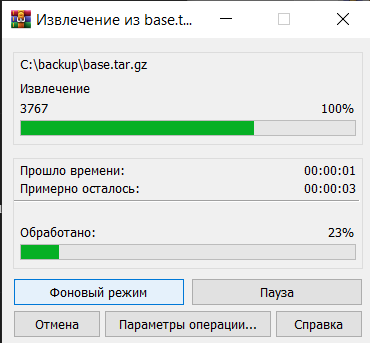 Извлечение из base.t...
C:\backup\base.tar.gz
Извлечение
3767 100%
Прошло времени: 00:00:01
Примерно осталось: 00:00:03
Обработано: 23%
Фоновый режим Пауза
Отмена Параметры операции... Справка